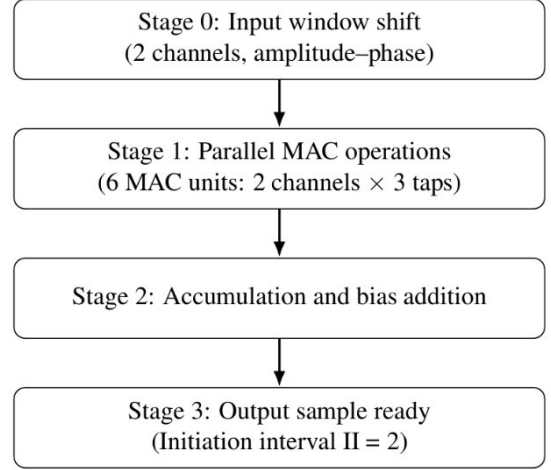 Stage 0: Input window shift
(2 channels, amplitude–phase)
Stage 1: Parallel MAC operations
(6 MAC units: 2 channels × 3 taps)
Stage 2: Accumulation and bias addition
Stage 3: Output sample ready
(Initiation interval II = 2)